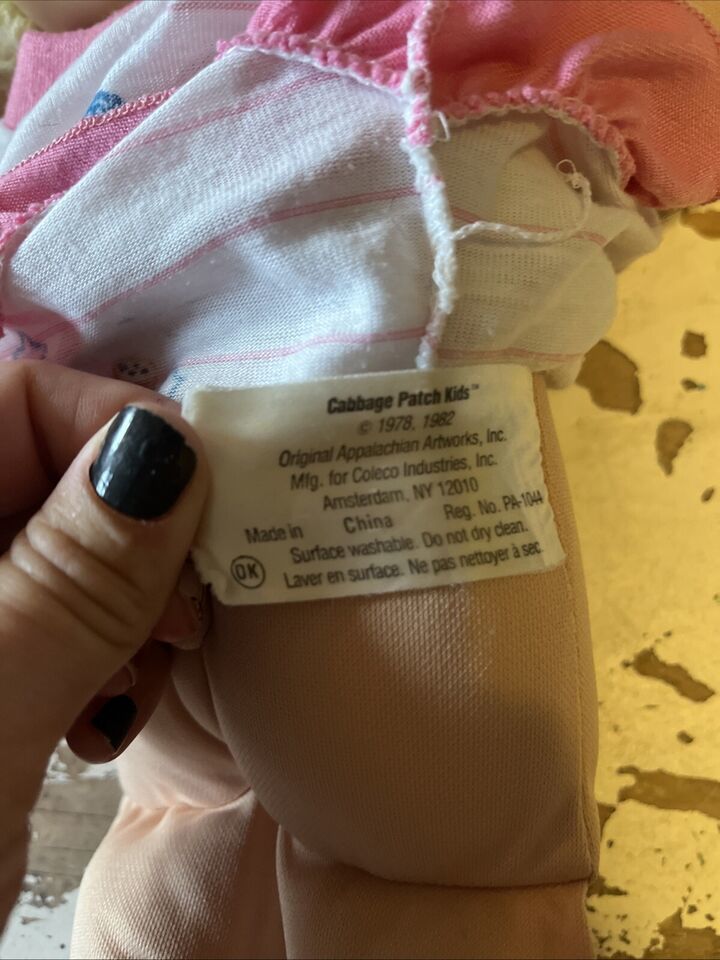 Cabbage Patch Kids™
© 1978, 1982
Original Appalachian Artworks, Inc.
Mfg. for Coleco Industries, Inc.
Amsterdam, NY 12010
Made in China Reg. No. PA-1044
Surface washable. Do not dry clean.
OK Laver en surface. Ne pas nettoyer à sec.